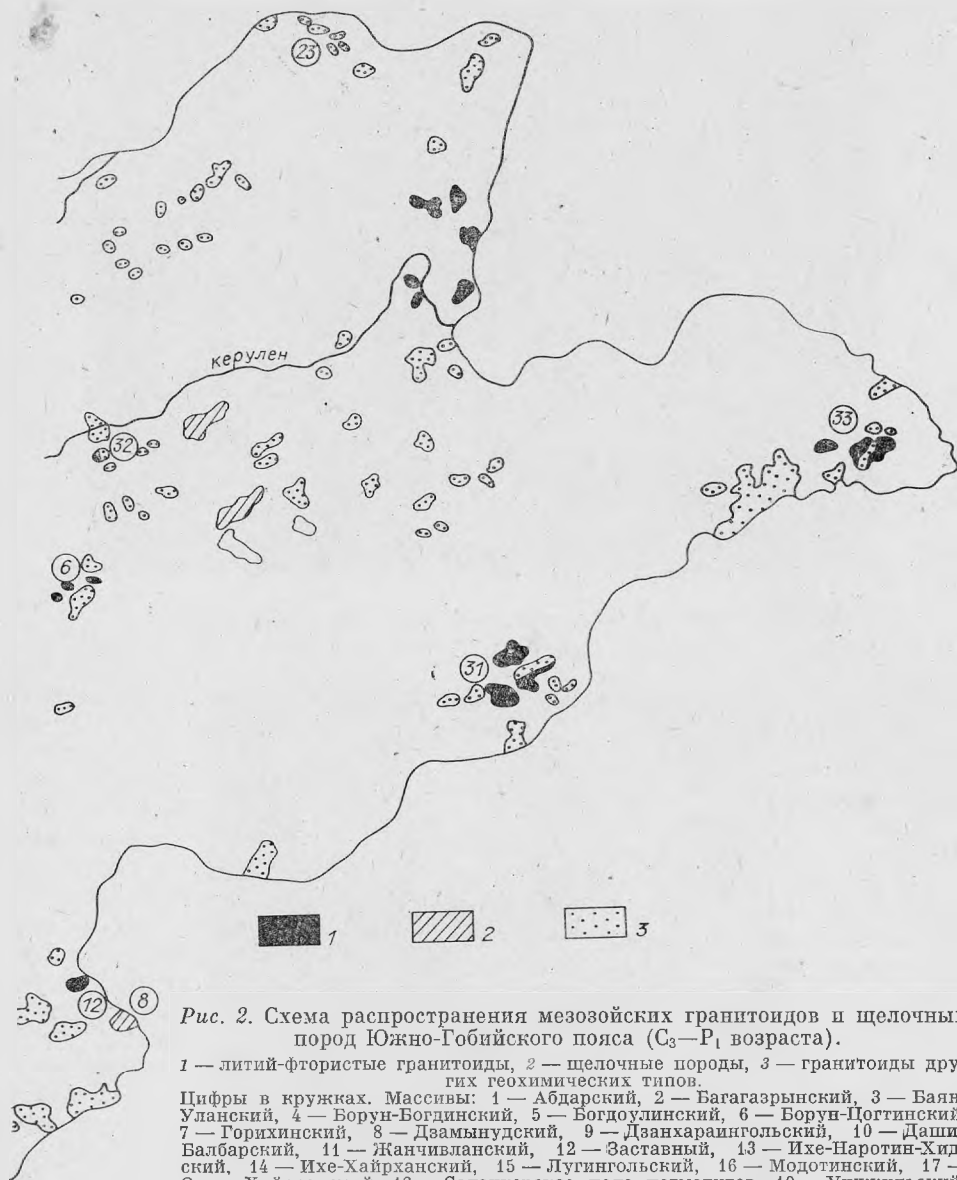 23
керулен
32
33
6
31
1
2
3
12
8
Рис. 2. Схема распространения мезозойских гранитоидов и щелочны
пород Южно-Гобийского пояса (C₃—P₁ возраста).
1 — литий-фтористые гранитоиды, 2 — щелочные породы, 3 — гранитоиды дру
гих геохимических типов.
Цифры в кружках. Массивы: 1 — Абдарский, 2 — Багагазрынский, 3 — Баян
Уланский, 4 — Борун-Богдинский, 5 — Богдоулинский, 6 — Борун-Цогтинский
7 — Горихинский, 8 — Дзамынудский, 9 — Дзанхараингольский, 10 — Даши
Балбарский, 11 — Жанчивланский, 12 — Заставный, 13 — Ихе-Наротин-Хид
ский, 14 — Ихе-Хайрханский, 15 — Лугингольский, 16 — Модотинский, 17 —